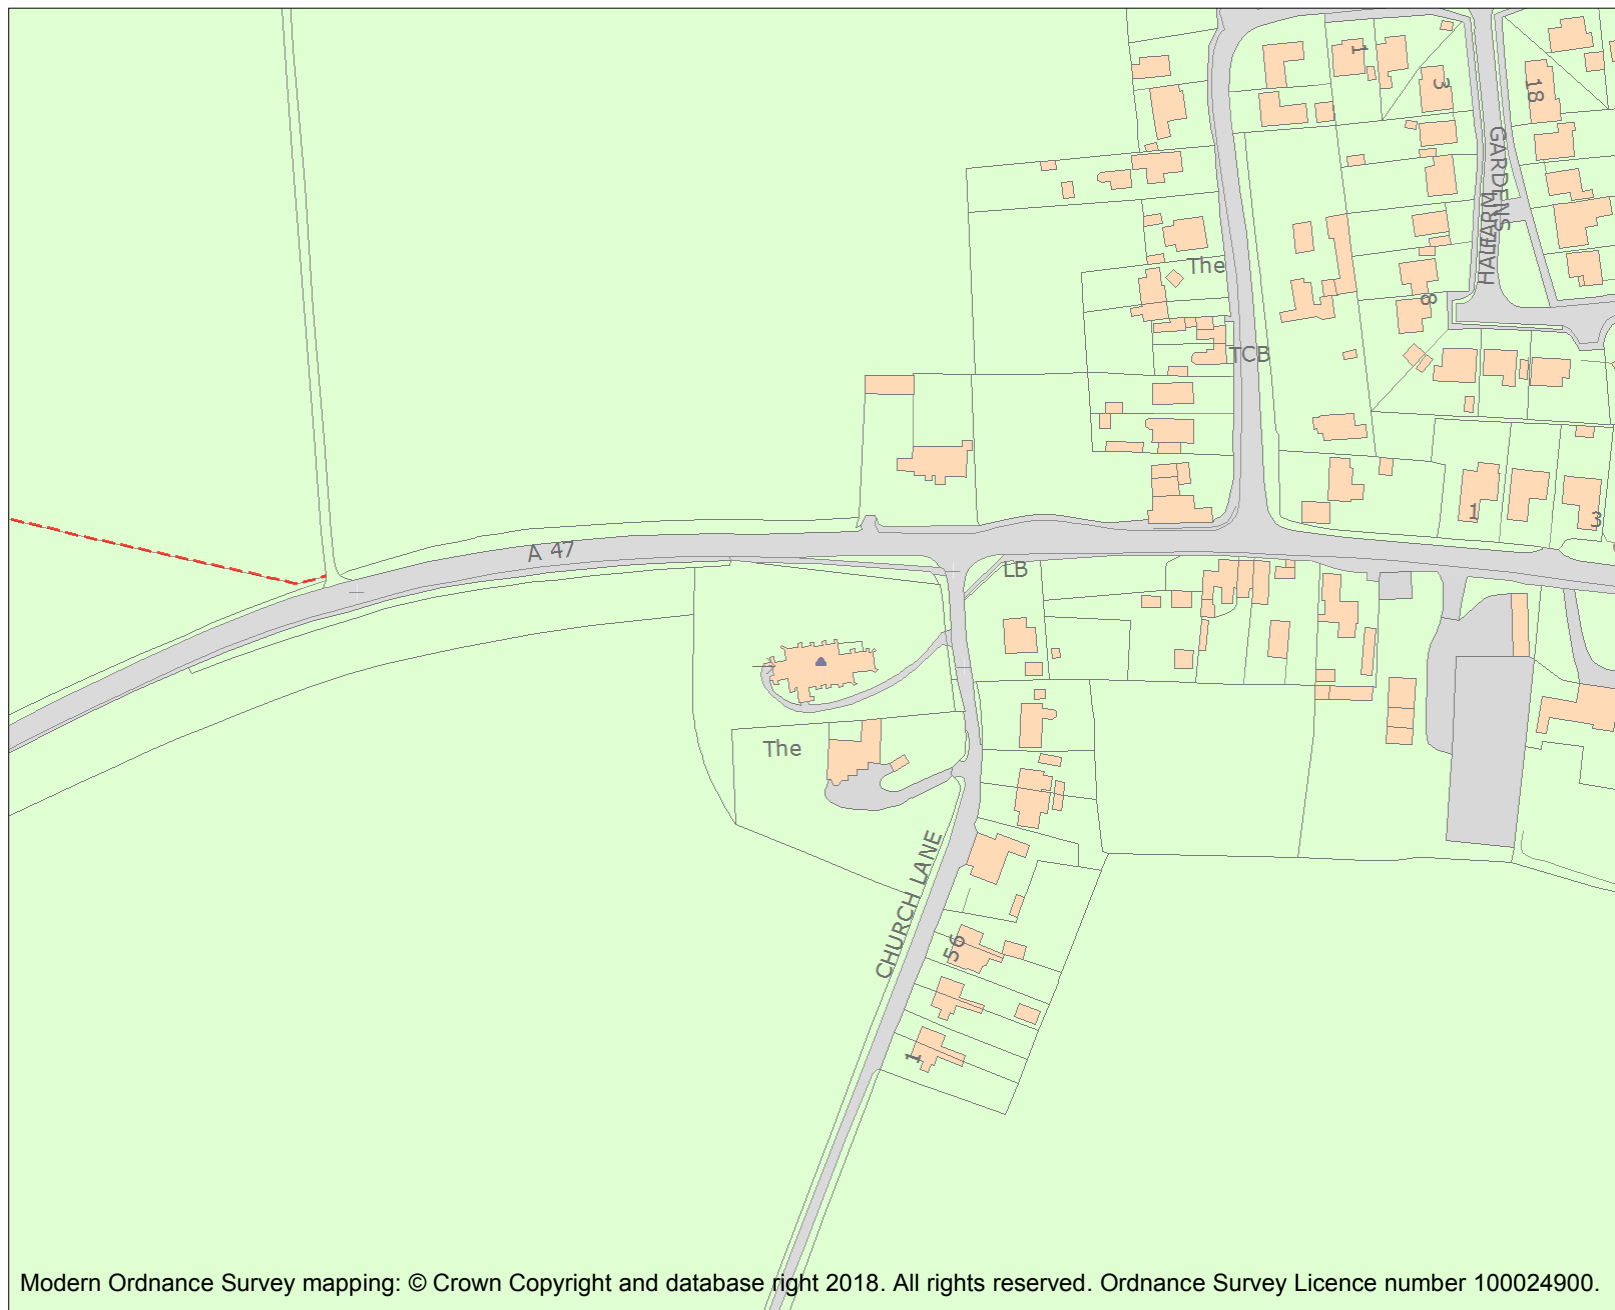 1
3
18
GARDENS
HALFARM
The
8
TCB
1
3
A 47
LB
The
CHURCH LANE
56
1
Modern Ordnance Survey mapping: © Crown Copyright and database right 2018. All rights reserved. Ordnance Survey Licence number 100024900.